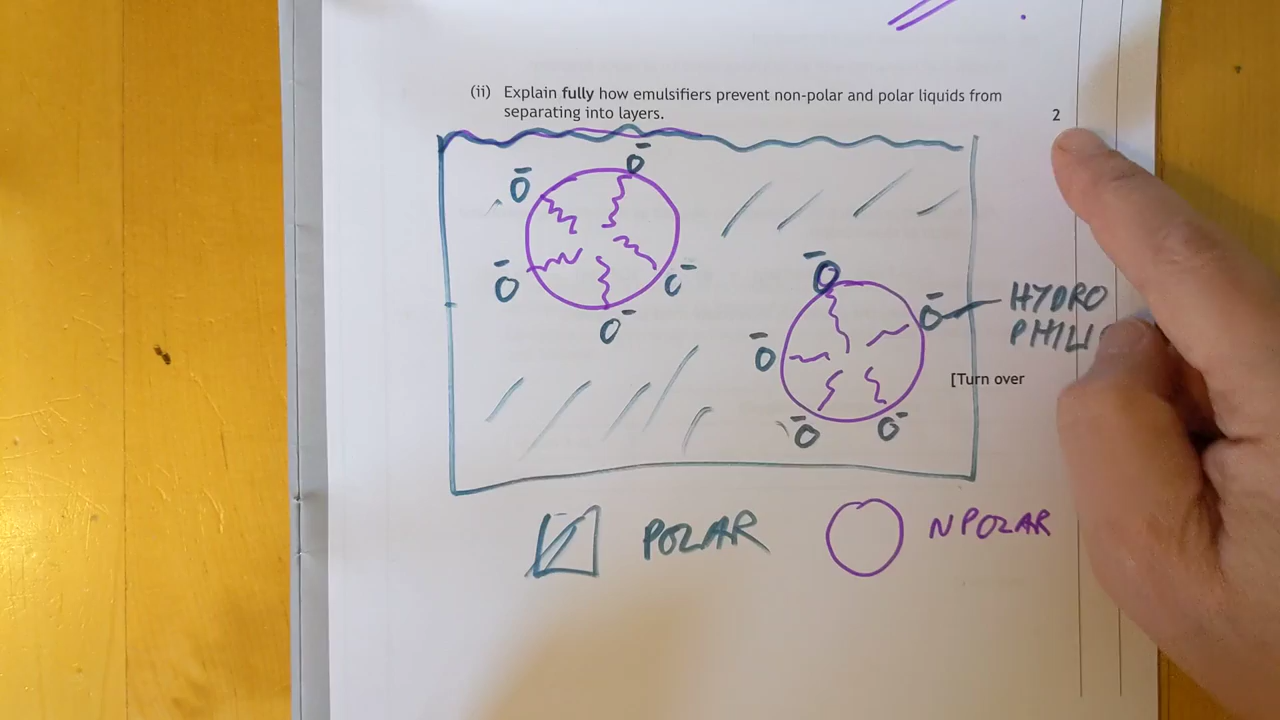 (ii) Explain fully how emulsifiers prevent non-polar and polar liquids from
separating into layers.
2
HYDRO
PHILI
[Turn over
POLAR
NPOLAR